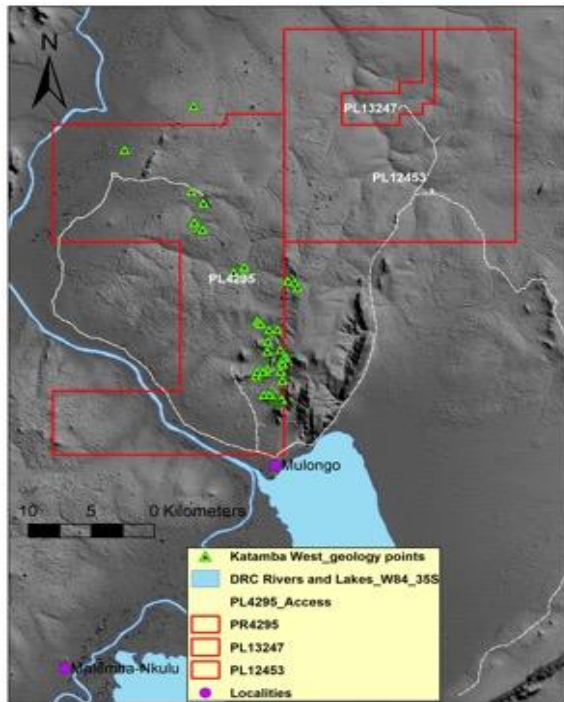 N
PL13247
PL12453
PL4295
Mulongo
10 5 0 Kilometers
Katamba West_geology points
DRC Rivers and Lakes_W84_35S
PL4295_Access
PR4295
PL13247
PL12453
Localities
Malemba-Nkulu